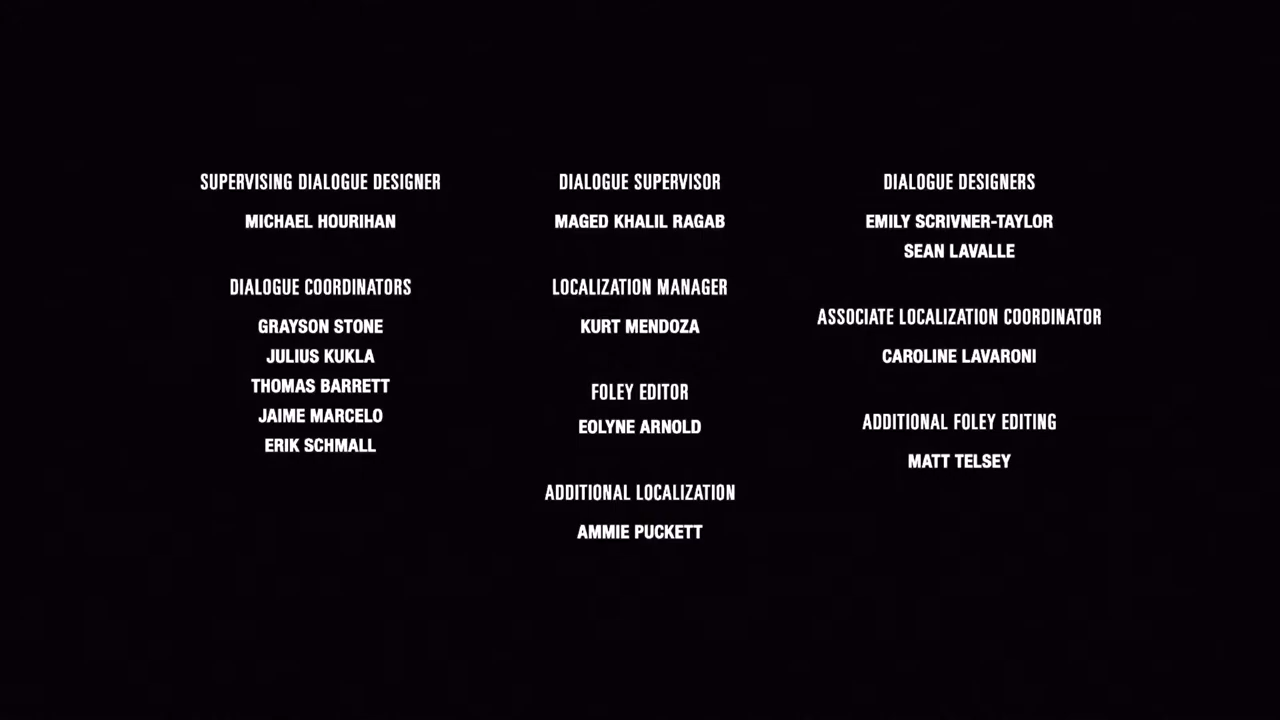 SUPERVISING DIALOGUE DESIGNER
MICHAEL HOURIHAN
DIALOGUE COORDINATORS
GRAYSON STONE
JULIUS KUKLA
THOMAS BARRETT
JAIME MARCELO
ERIK SCHMALL
DIALOGUE SUPERVISOR
MAGED KHALIL RAGAB
LOCALIZATION MANAGER
KURT MENDOZA
FOLEY EDITOR
EOLYNE ARNOLD
ADDITIONAL LOCALIZATION
AMMIE PUCKETT
DIALOGUE DESIGNERS
EMILY SCRIVNER-TAYLOR
SEAN LAVALLE
ASSOCIATE LOCALIZATION COORDINATOR
CAROLINE LAVARONI
ADDITIONAL FOLEY EDITING
MATT TELSEY